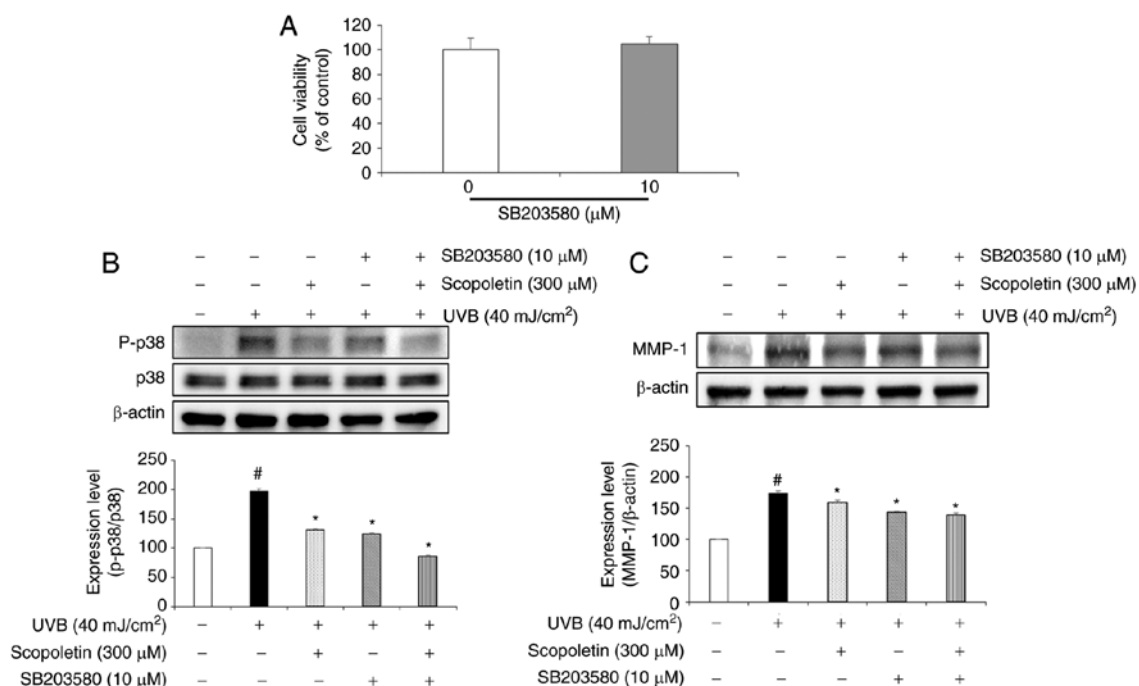 A
Cell viability
(% of control)
120
100
80
60
40
20
0
0 10
SB203580 (μM)
B
– – – + + SB203580 (10 μM)
– – + – + Scopoletin (300 μM)
– + + + + UVB (40 mJ/cm²)
P-p38
p38
β-actin
Expression level
(p-p38/p38)
250
200
150
100
50
0
# * * *
UVB (40 mJ/cm²) – + + + +
Scopoletin (300 μM) – – + – +
SB203580 (10 μM) – – – + +
C
– – – + + SB203580 (10 μM)
– – + – + Scopoletin (300 μM)
– + + + + UVB (40 mJ/cm²)
MMP-1
β-actin
Expression level
(MMP-1/β-actin)
250
200
150
100
50
0
# * * *
UVB (40 mJ/cm²) – + + + +
Scopoletin (300 μM) – – + – +
SB203580 (10 μM) – – – + +